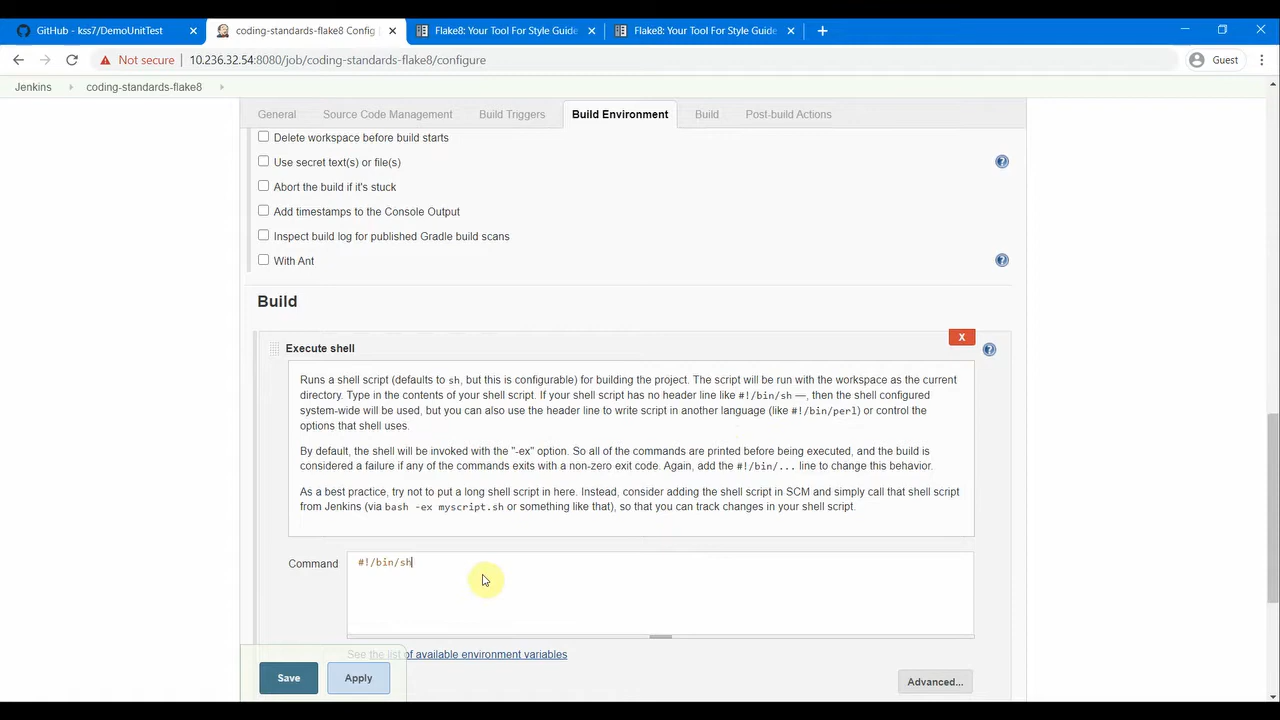 GitHub - kss7/DemoUnitTest
coding-standards-flake8 Config
Flake8: Your Tool For Style Guide
Flake8: Your Tool For Style Guide
Not secure 10.236.32.54:8080/job/coding-standards-flake8/configure Guest
Jenkins coding-standards-flake8
General Source Code Management Build Triggers Build Environment Build Post-build Actions
Delete workspace before build starts
Use secret text(s) or file(s)
Abort the build if it's stuck
Add timestamps to the Console Output
Inspect build log for published Gradle build scans
With Ant
Build
X
Execute shell
Runs a shell script (defaults to sh, but this is configurable) for building the project. The script will be run with the workspace as the current
directory. Type in the contents of your shell script. If your shell script has no header line like #!/bin/sh —, then the shell configured
system-wide will be used, but you can also use the header line to write script in another language (like #!/bin/perl) or control the
options that shell uses.
By default, the shell will be invoked with the "-ex" option. So all of the commands are printed before being executed, and the build is
considered a failure if any of the commands exits with a non-zero exit code. Again, add the #!/bin/... line to change this behavior.
As a best practice, try not to put a long shell script in here. Instead, consider adding the shell script in SCM and simply call that shell script
from Jenkins (via bash -ex myscript.sh or something like that), so that you can track changes in your shell script.
Command #!/bin/sh
See the list of available environment variables
Save Apply Advanced...